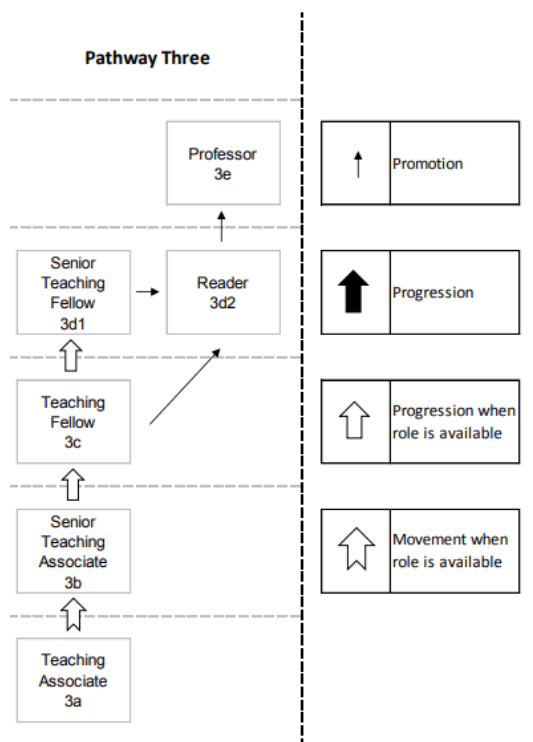 Pathway Three
Professor
3e
Promotion
Senior
Teaching
Fellow
3d1
Reader
3d2
Progression
Teaching
Fellow
3c
Progression when
role is available
Senior
Teaching
Associate
3b
Movement when
role is available
Teaching
Associate
3a